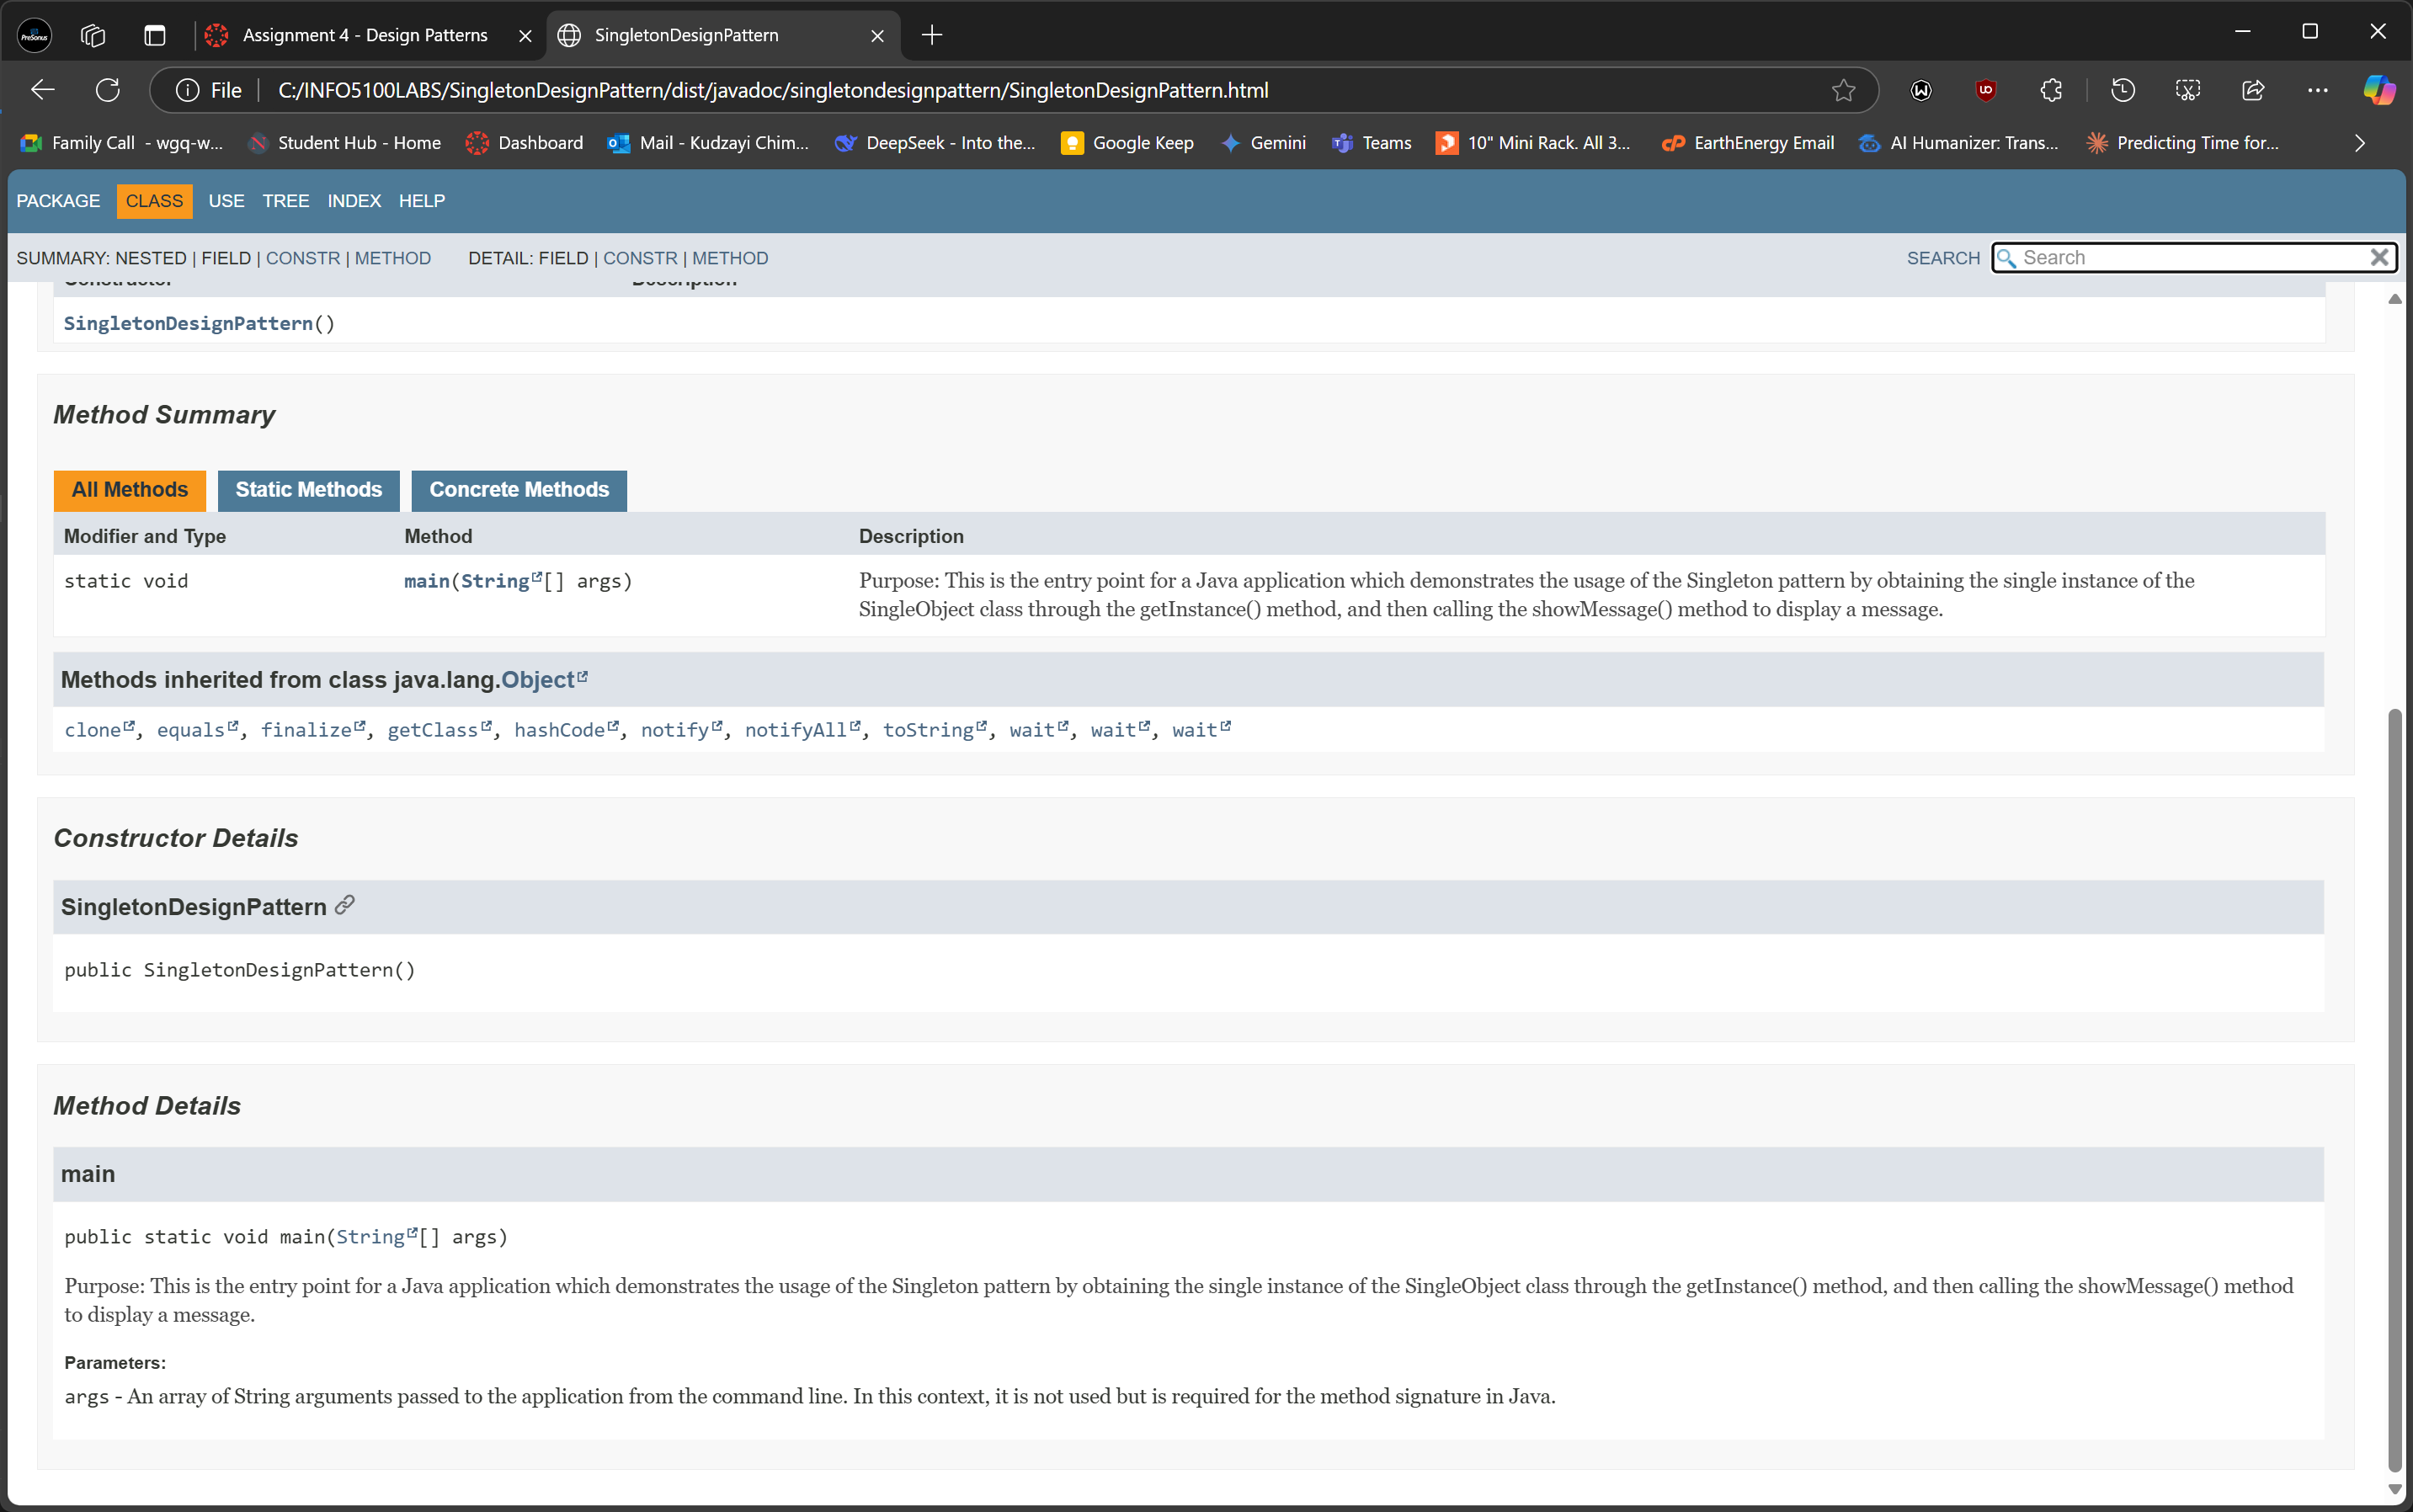 PreSonus
Assignment 4 - Design Patterns
SingletonDesignPattern
File
C:/INFO5100LABS/SingletonDesignPattern/dist/javadoc/singletondesignpattern/SingletonDesignPattern.html
Family Call - wgq-w...
Student Hub - Home
Dashboard
Mail - Kudzayi Chim...
DeepSeek - Into the...
Google Keep
Gemini
Teams
10" Mini Rack. All 3...
EarthEnergy Email
AI Humanizer: Trans...
Predicting Time for...
PACKAGE CLASS USE TREE INDEX HELP
SUMMARY: NESTED | FIELD | CONSTR | METHOD DETAIL: FIELD | CONSTR | METHOD
SEARCH Search
Constructor Description
SingletonDesignPattern()
Method Summary
All Methods Static Methods Concrete Methods
Modifier and Type Method Description
static void main(String[] args) Purpose: This is the entry point for a Java application which demonstrates the usage of the Singleton pattern by obtaining the single instance of the
SingleObject class through the getInstance() method, and then calling the showMessage() method to display a message.
Methods inherited from class java.lang.Object
clone, equals, finalize, getClass, hashCode, notify, notifyAll, toString, wait, wait, wait
Constructor Details
SingletonDesignPattern
public SingletonDesignPattern()
Method Details
main
public static void main(String[] args)
Purpose: This is the entry point for a Java application which demonstrates the usage of the Singleton pattern by obtaining the single instance of the SingleObject class through the getInstance() method, and then calling the showMessage() method
to display a message.
Parameters:
args - An array of String arguments passed to the application from the command line. In this context, it is not used but is required for the method signature in Java.